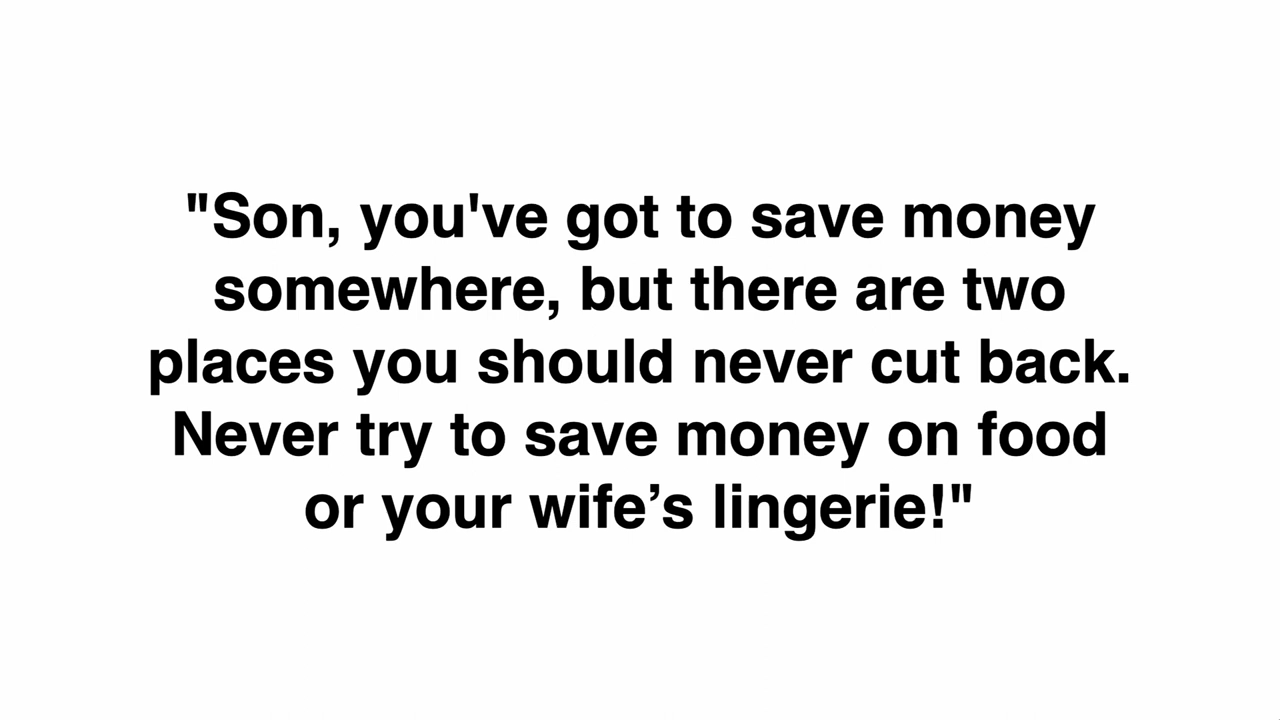 "Son, you've got to save money
somewhere, but there are two
places you should never cut back.
Never try to save money on food
or your wife’s lingerie!"